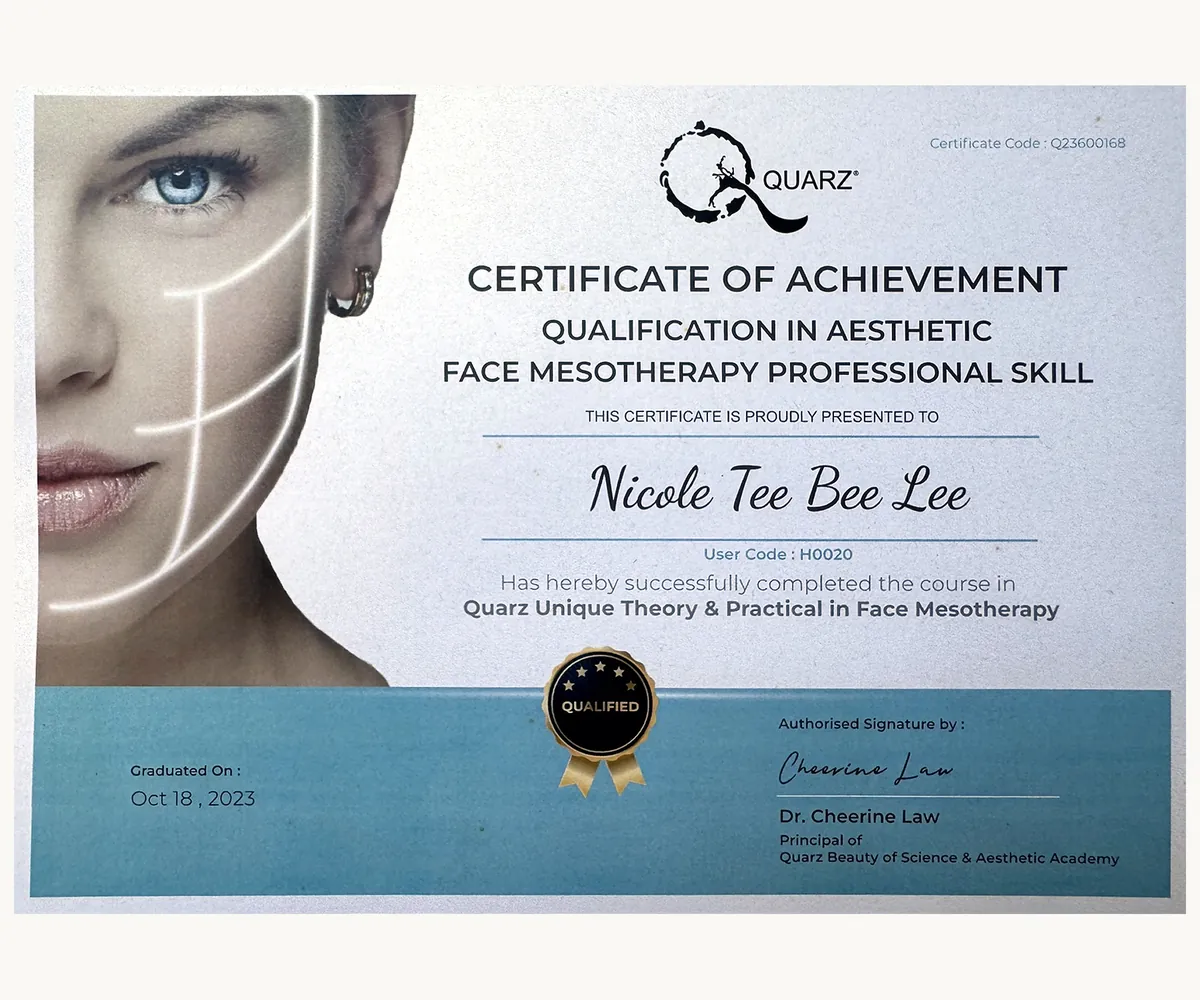 Certificate Code : Q23600168
QUARZ®
CERTIFICATE OF ACHIEVEMENT
QUALIFICATION IN AESTHETIC
FACE MESOTHERAPY PROFESSIONAL SKILL
THIS CERTIFICATE IS PROUDLY PRESENTED TO
Nicole Tee Bee Lee
User Code : H0020
Has hereby successfully completed the course in
Quarz Unique Theory & Practical in Face Mesotherapy
QUALIFIED
Graduated On :
Oct 18 , 2023
Authorised Signature by :
Cheerine Law
Dr. Cheerine Law
Principal of
Quarz Beauty of Science & Aesthetic Academy